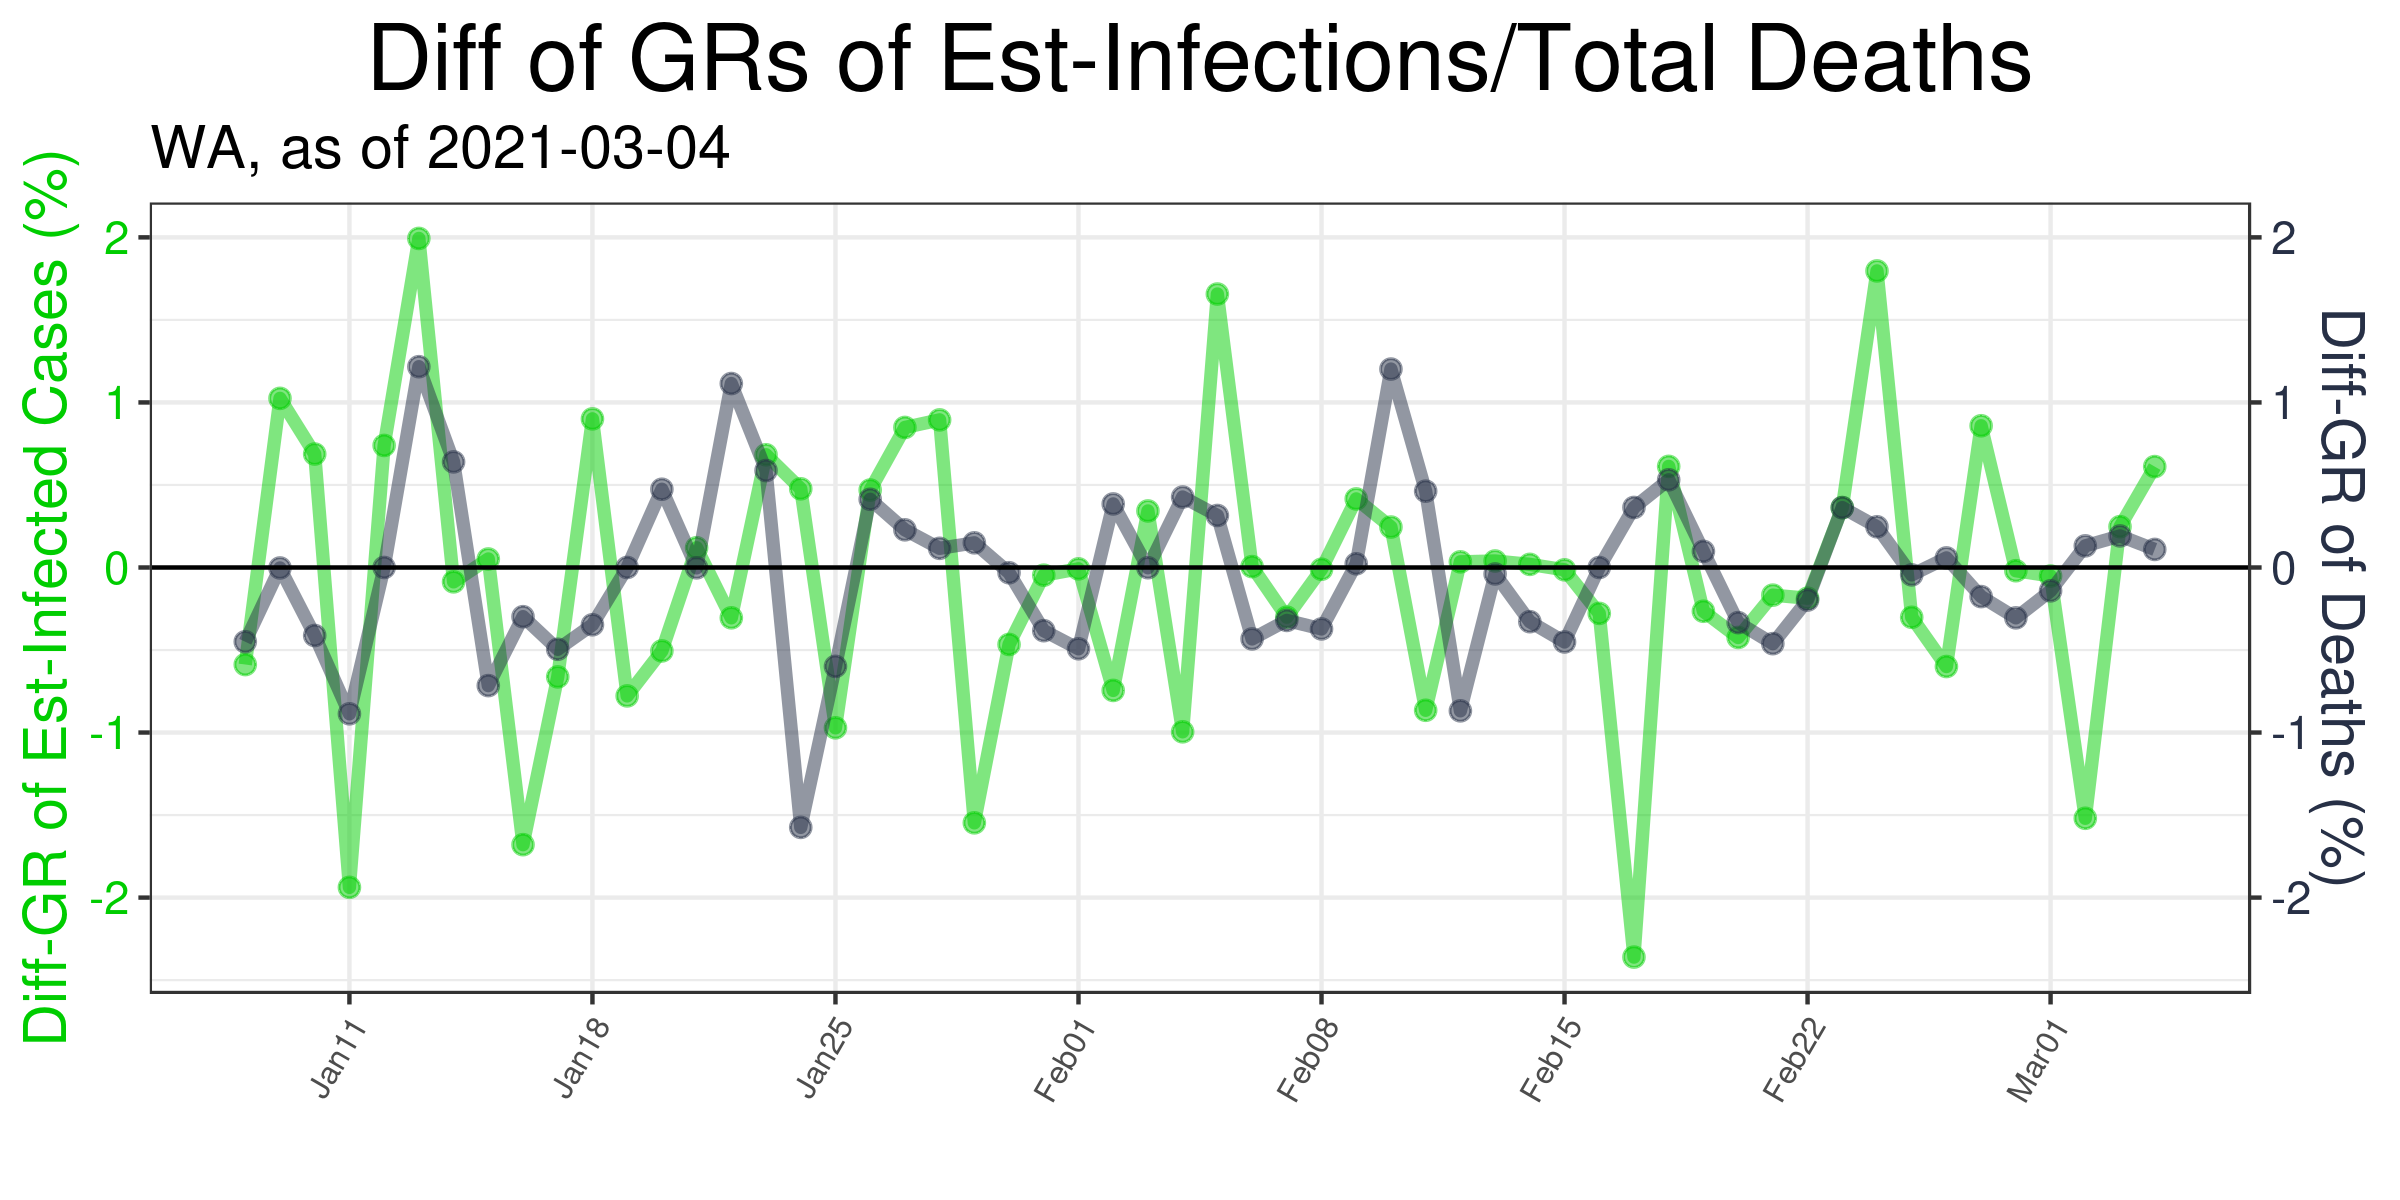 Diff of GRs of Est-Infections/Total Deaths
WA, as of 2021-03-04
Diff-GR of Est-Infected Cases (%)
2
1
0
-1
-2
2
1
0
-1
-2
Diff-GR of Deaths (%)
Jan11
Jan18
Jan25
Feb01
Feb08
Feb15
Feb22
Mar01